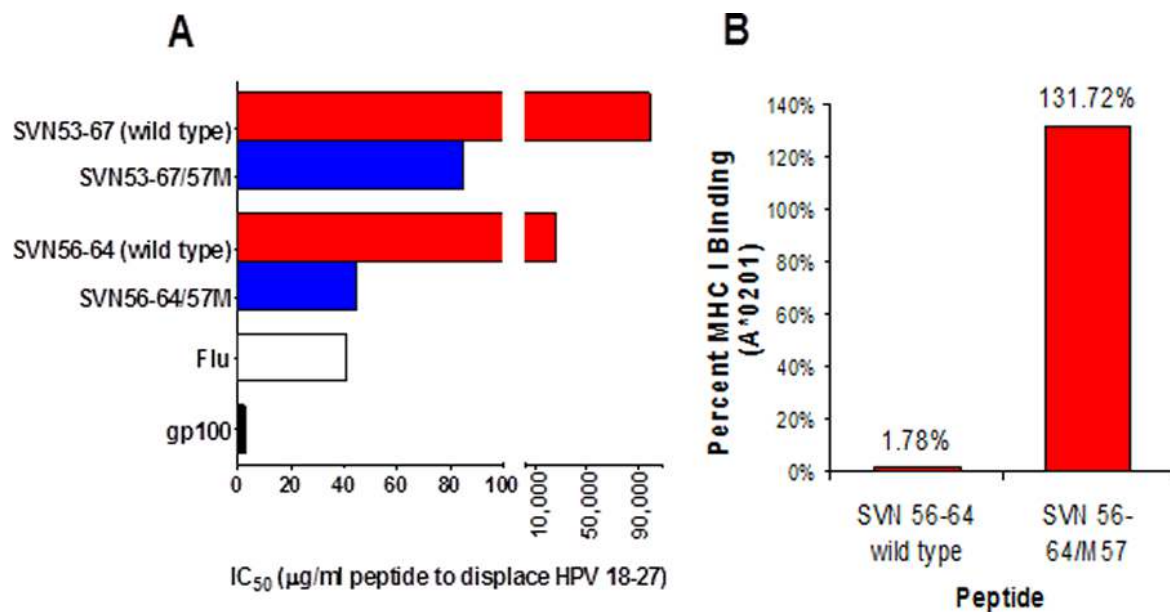 A
SVN53-67 (wild type)
SVN53-67/57M
SVN56-64 (wild type)
SVN56-64/57M
Flu
gp100
0 20 40 60 80 100 10,000 50,000 90,000
IC50 (µg/ml peptide to displace HPV 18-27)
B
Percent MHC I Binding
(A*0201)
140%
120%
100%
80%
60%
40%
20%
0%
1.78%
131.72%
SVN 56-64
wild type
SVN 56-
64/M57
Peptide